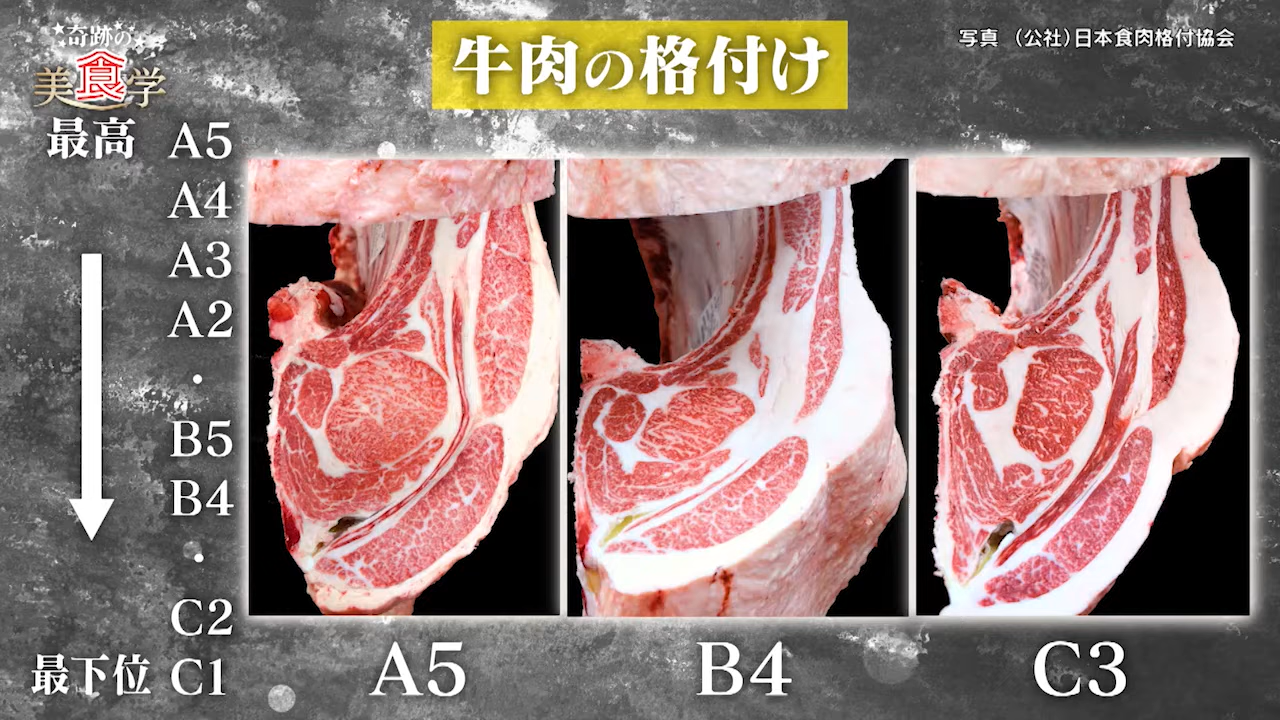 奇跡の
美食学
牛肉の格付け
写真 (公社)日本食肉格付協会
最高 A5
A4
A3
A2
・
B5
B4
・
C2
最下位 C1
A5
B4
C3